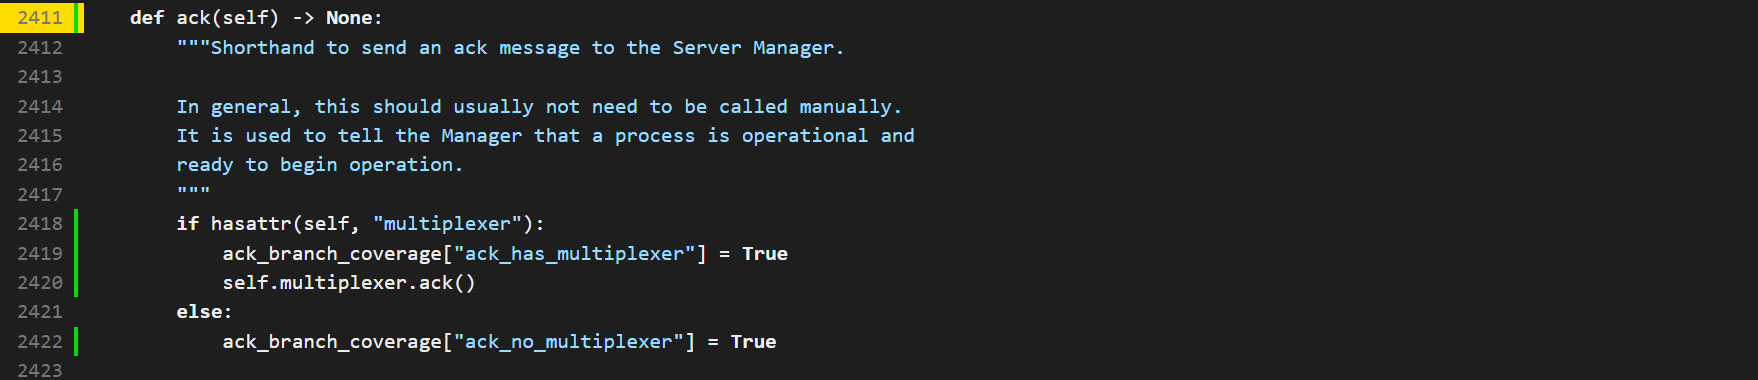 2411 def ack(self) -> None:
2412 """Shorthand to send an ack message to the Server Manager.
2413
2414 In general, this should usually not need to be called manually.
2415 It is used to tell the Manager that a process is operational and
2416 ready to begin operation.
2417 """
2418 if hasattr(self, "multiplexer"):
2419 ack_branch_coverage["ack_has_multiplexer"] = True
2420 self.multiplexer.ack()
2421 else:
2422 ack_branch_coverage["ack_no_multiplexer"] = True
2423